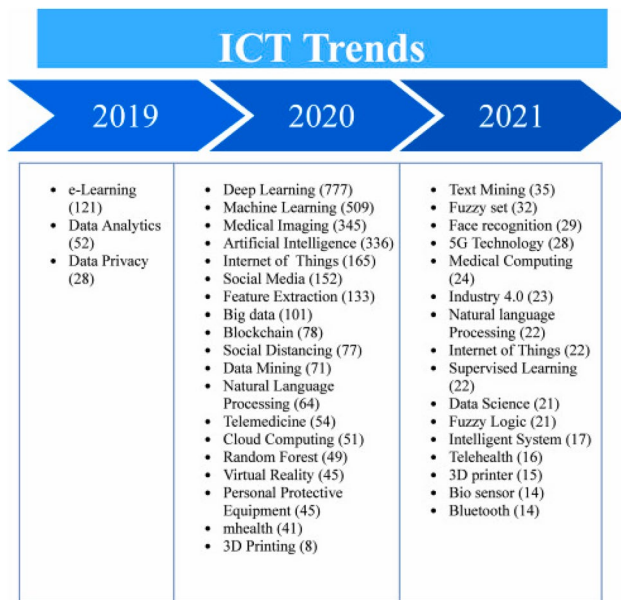 ICT Trends
2019
2020
2021
• e-Learning
(121)
• Data Analytics
(52)
• Data Privacy
(28)
• Deep Learning (777)
• Machine Learning (509)
• Medical Imaging (345)
• Artificial Intelligence (336)
• Internet of Things (165)
• Social Media (152)
• Feature Extraction (133)
• Big data (101)
• Blockchain (78)
• Social Distancing (77)
• Data Mining (71)
• Natural Language
Processing (64)
• Telemedicine (54)
• Cloud Computing (51)
• Random Forest (49)
• Virtual Reality (45)
• Personal Protective
Equipment (45)
• mhealth (41)
• 3D Printing (8)
• Text Mining (35)
• Fuzzy set (32)
• Face recognition (29)
• 5G Technology (28)
• Medical Computing
(24)
• Industry 4.0 (23)
• Natural language
Processing (22)
• Internet of Things (22)
• Supervised Learning
(22)
• Data Science (21)
• Fuzzy Logic (21)
• Intelligent System (17)
• Telehealth (16)
• 3D printer (15)
• Bio sensor (14)
• Bluetooth (14)